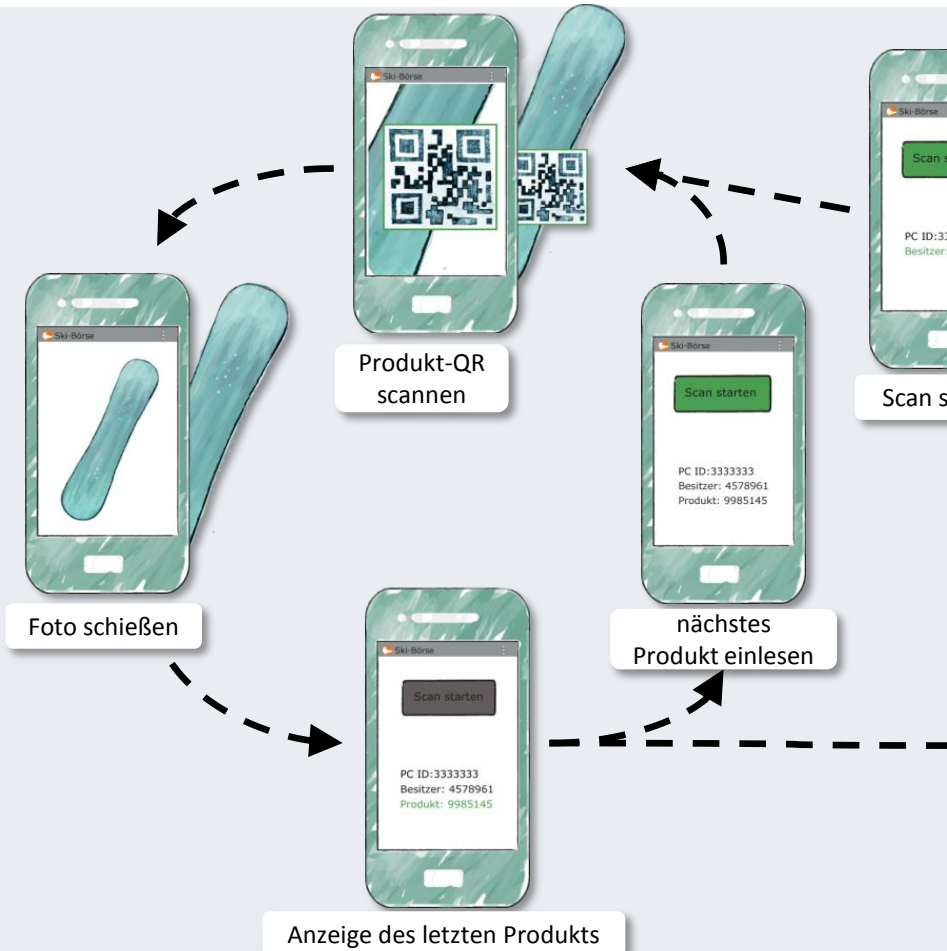 Ski-Börse
Produkt-QR
scannen
Ski-Börse
Scan s
PC ID:33
Besitzer:
Scan s
Ski-Börse
Foto schießen
Ski-Börse
Scan starten
PC ID:3333333
Besitzer: 4578961
Produkt: 9985145
nächstes
Produkt einlesen
Ski-Börse
Scan starten
PC ID:3333333
Besitzer: 4578961
Produkt: 9985145
Anzeige des letzten Produkts